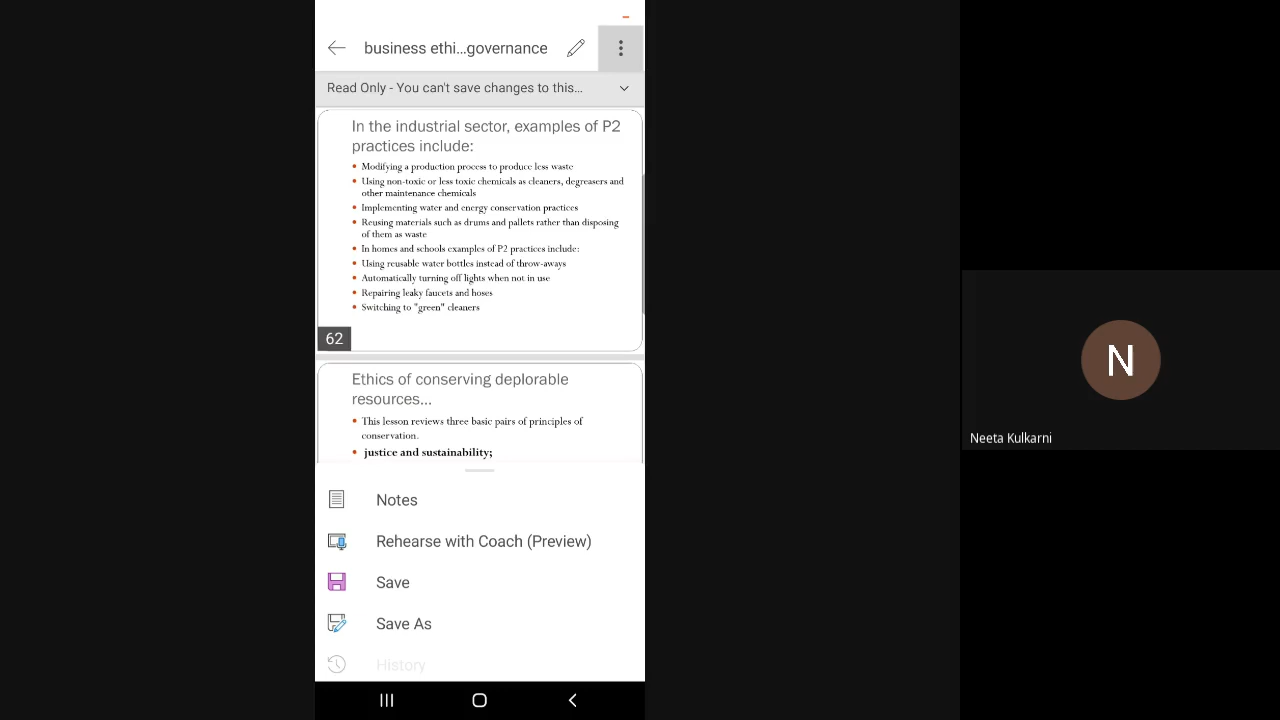 business ethi...governance
Read Only - You can't save changes to this...
In the industrial sector, examples of P2
practices include:
• Modifying a production process to produce less waste
• Using non-toxic or less toxic chemicals as cleaners, degreasers and
other maintenance chemicals
• Implementing water and energy conservation practices
• Reusing materials such as drums and pallets rather than disposing
of them as waste
• In homes and schools examples of P2 practices include:
• Using reusable water bottles instead of throw-aways
• Automatically turning off lights when not in use
• Repairing leaky faucets and hoses
• Switching to "green" cleaners
62
Ethics of conserving deplorable
resources...
• This lesson reviews three basic pairs of principles of
conservation.
• justice and sustainability;
Notes
Rehearse with Coach (Preview)
Save
Save As
History
N
Neeta Kulkarni